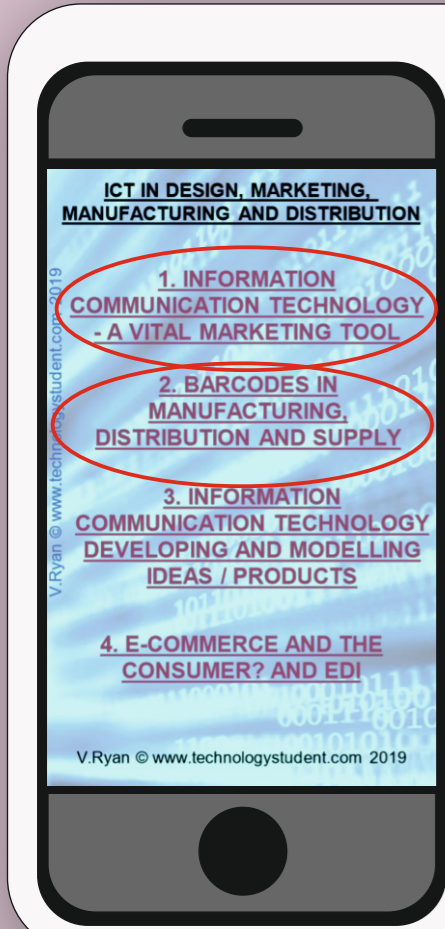 ICT IN DESIGN, MARKETING,
MANUFACTURING AND DISTRIBUTION
1. INFORMATION
COMMUNICATION TECHNOLOGY
- A VITAL MARKETING TOOL
2. BARCODES IN
MANUFACTURING,
DISTRIBUTION AND SUPPLY
3. INFORMATION
COMMUNICATION TECHNOLOGY
DEVELOPING AND MODELLING
IDEAS / PRODUCTS
4. E-COMMERCE AND THE
CONSUMER? AND EDI
V.Ryan © www.technologystudent.com 2019
V.Ryan © www.technologystudent.com 2019